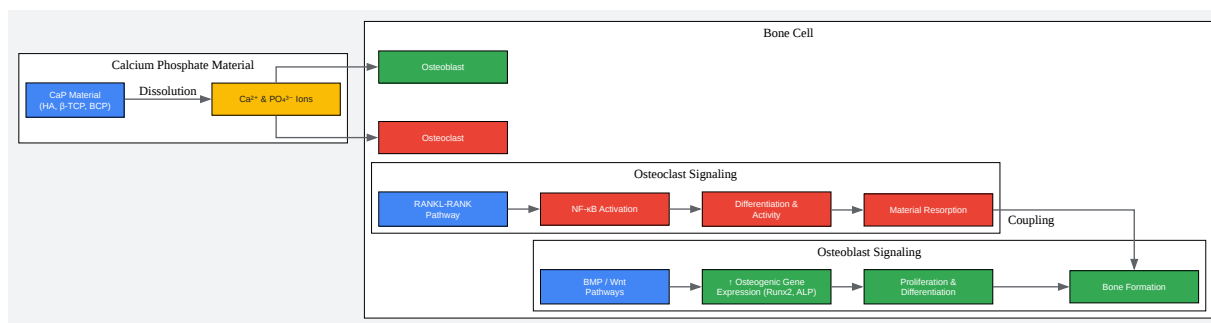 Bone Cell
Calcium Phosphate Material
Osteoblast
CaP Material
(HA, β-TCP, BCP)
Dissolution
Ca²⁺ & PO₄³⁻ Ions
Osteoclast
Osteoclast Signaling
RANKL-RANK
Pathway
NF-κB Activation
Differentiation &
Activity
Material Resorption
Coupling
Osteoblast Signaling
BMP / Wnt
Pathways
↑ Osteogenic Gene
Expression (Runx2, ALP)
Proliferation &
Differentiation
Bone Formation